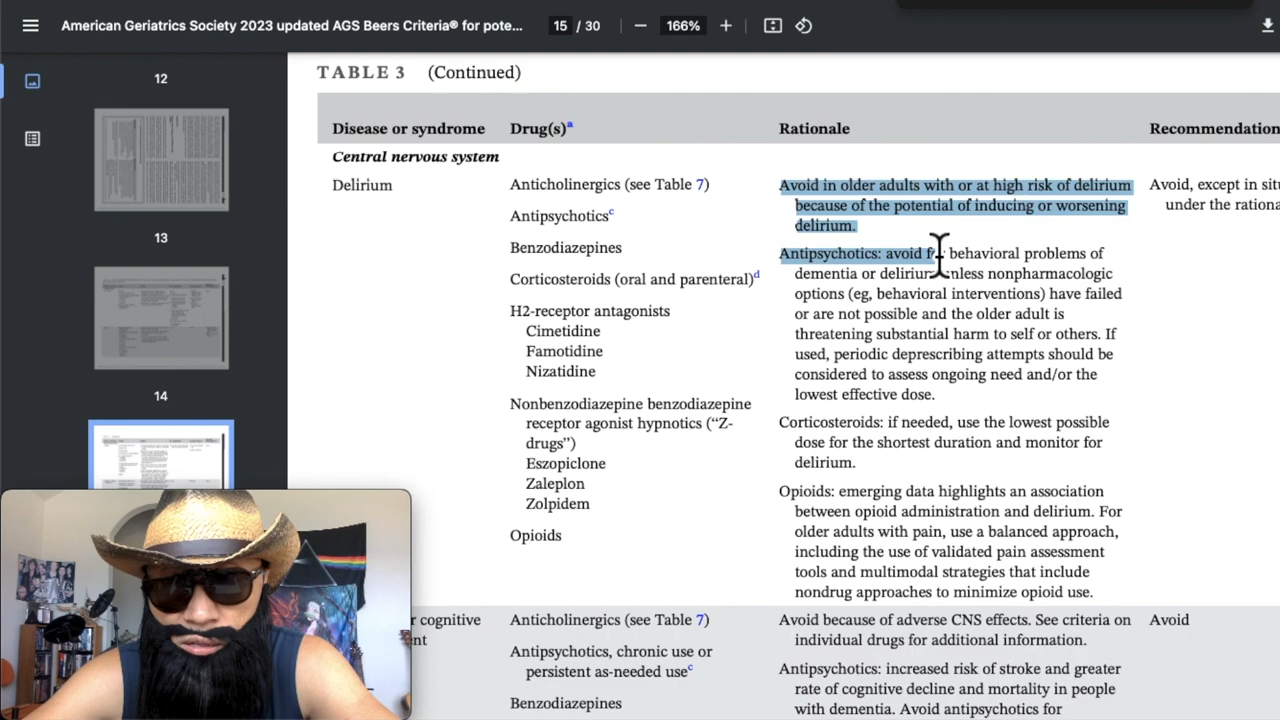 American Geriatrics Society 2023 updated AGS Beers Criteria® for pote...
15 / 30
166%
12
13
14
TABLE 3 (Continued)
Disease or syndrome
Drug(s)a
Rationale
Recommendation
Central nervous system
Delirium
Anticholinergics (see Table 7)
Antipsychoticsc
Benzodiazepines
Corticosteroids (oral and parenteral)d
H2-receptor antagonists
Cimetidine
Famotidine
Nizatidine
Nonbenzodiazepine benzodiazepine
receptor agonist hypnotics (“Z-
drugs”)
Eszopiclone
Zaleplon
Zolpidem
Opioids
Avoid in older adults with or at high risk of delirium
because of the potential of inducing or worsening
delirium.
Antipsychotics: avoid for behavioral problems of
dementia or delirium unless nonpharmacologic
options (eg, behavioral interventions) have failed
or are not possible and the older adult is
threatening substantial harm to self or others. If
used, periodic deprescribing attempts should be
considered to assess ongoing need and/or the
lowest effective dose.
Corticosteroids: if needed, use the lowest possible
dose for the shortest duration and monitor for
delirium.
Opioids: emerging data highlights an association
between opioid administration and delirium. For
older adults with pain, use a balanced approach,
including the use of validated pain assessment
tools and multimodal strategies that include
nondrug approaches to minimize opioid use.
Avoid, except in situ
under the rationa
r cognitive
ent
Anticholinergics (see Table 7)
Antipsychotics, chronic use or
persistent as-needed usec
Benzodiazepines
Avoid because of adverse CNS effects. See criteria on
individual drugs for additional information.
Antipsychotics: increased risk of stroke and greater
rate of cognitive decline and mortality in people
with dementia. Avoid antipsychotics for
Avoid